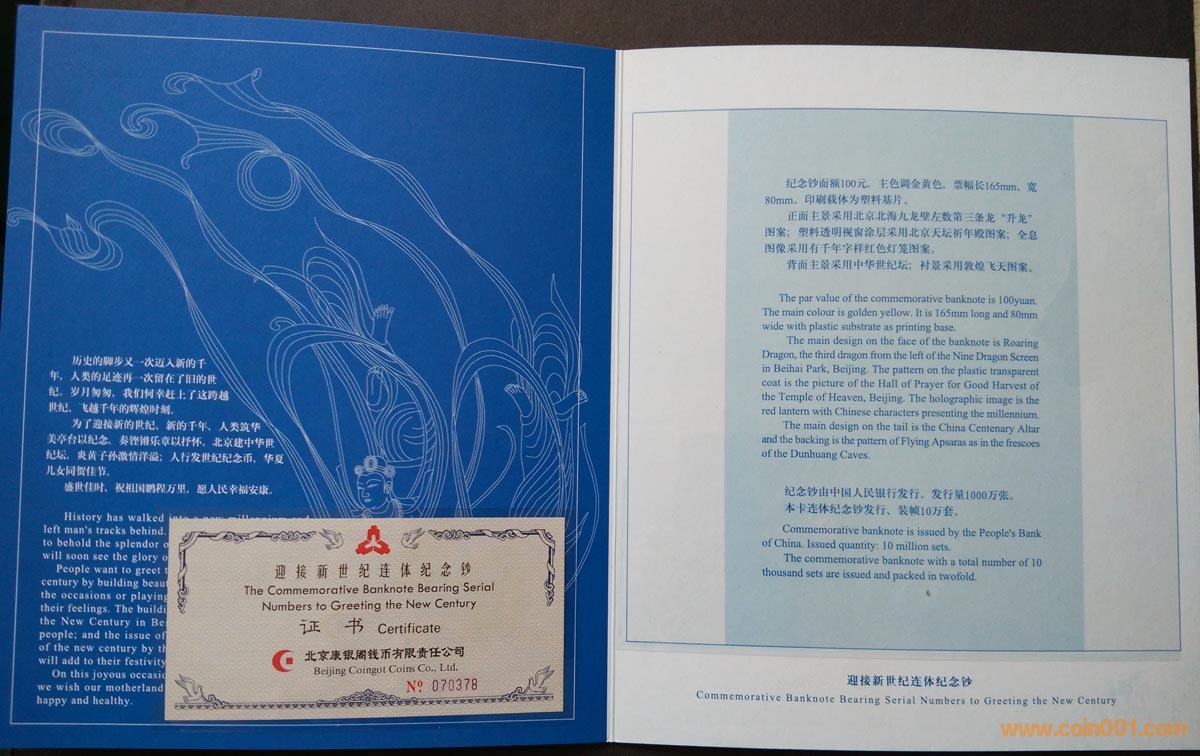 历史的脚步又一次迈入新的千
年，人类的足迹再一次留在了旧的世
纪。岁月匆匆，我们何幸赶上了这跨越
世纪、飞越千年的辉煌时刻。
为了迎接新的世纪、新的千年，人类筑华
美亭台以纪念，奏铿锵乐章以抒怀。北京建中华世
纪坛，炎黄子孙激情洋溢；人行发世纪纪念币，华夏
儿女同贺佳节。
盛世佳时，祝祖国鹏程万里，愿人民幸福安康。
History has walked into a new
left man's tracks behind.
to behold the splendor o
will soon see the glory o
People want to greet t
century by building beau
the occasions or playing
their feelings. The buildi
the New Century in Bei
people; and the issue of
of the new century by th
will add to their festivity
On this joyous occasio
we wish our motherland
happy and healthy.
迎接新世纪连体纪念钞
The Commemorative Banknote Bearing Serial
Numbers to Greeting the New Century
证 书 Certificate
北京康银阁钱币有限责任公司
Beijing Coingot Coins Co., Ltd.
Nº 070378
纪念钞面额100元，主色调金黄色，票幅长165mm、宽
80mm。印刷载体为塑料基片。
正面主景采用北京北海九龙壁左数第三条龙“升龙”
图案；塑料透明视窗涂层采用北京天坛祈年殿图案；全息
图像采用有千年字样红色灯笼图案。
背面主景采用中华世纪坛；衬景采用敦煌飞天图案。
The par value of the commemorative banknote is 100yuan.
The main colour is golden yellow. It is 165mm long and 80mm
wide with plastic substrate as printing base.
The main design on the face of the banknote is Roaring
Dragon, the third dragon from the left of the Nine Dragon Screen
in Beihai Park, Beijing. The pattern on the plastic transparent
coat is the picture of the Hall of Prayer for Good Harvest of
the Temple of Heaven, Beijing. The holographic image is the
red lantern with Chinese characters presenting the millennium.
The main design on the tail is the China Centenary Altar
and the backing is the pattern of Flying Apsaras as in the frescoes
of the Dunhuang Caves.
纪念钞由中国人民银行发行。发行量1000万张。
本卡连体纪念钞发行、装帧10万套。
Commemorative banknote is issued by the People's Bank
of China. Issued quantity: 10 million sets.
The commemorative banknote with a total number of 10
thousand sets are issued and packed in twofold.
迎接新世纪连体纪念钞
Commemorative Banknote Bearing Serial Numbers to Greeting the New Century
www.coin001.com